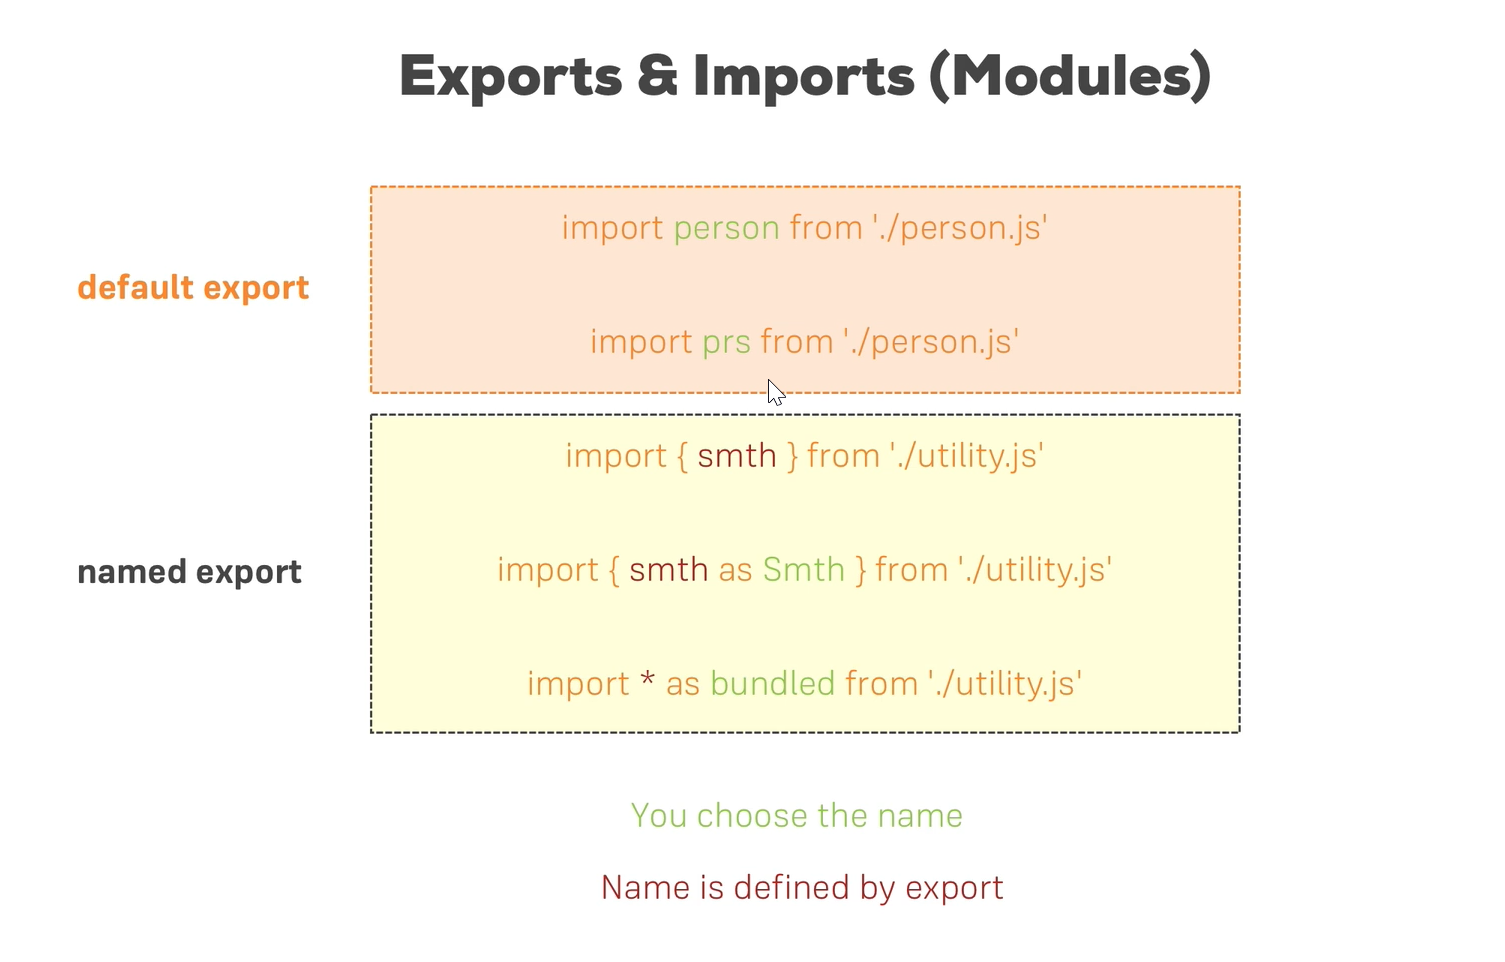 Exports & Imports (Modules)
default export
import person from './person.js'
import prs from './person.js'
named export
import { smth } from './utility.js'
import { smth as Smth } from './utility.js'
import * as bundled from './utility.js'
You choose the name
Name is defined by export